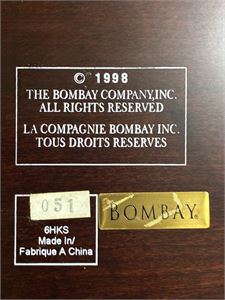 © 1998
THE BOMBAY COMPANY, INC.
ALL RIGHTS RESERVED
LA COMPAGNIE BOMBAY INC.
TOUS DROITS RESERVES
051
6HKS
Made In/
Fabrique A China
BOMBAY®